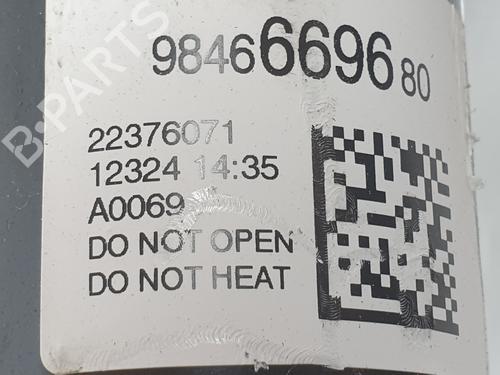 9846669680
22376071
12324 14:35
A0069
DO NOT OPEN
DO NOT HEAT
B-PARTS